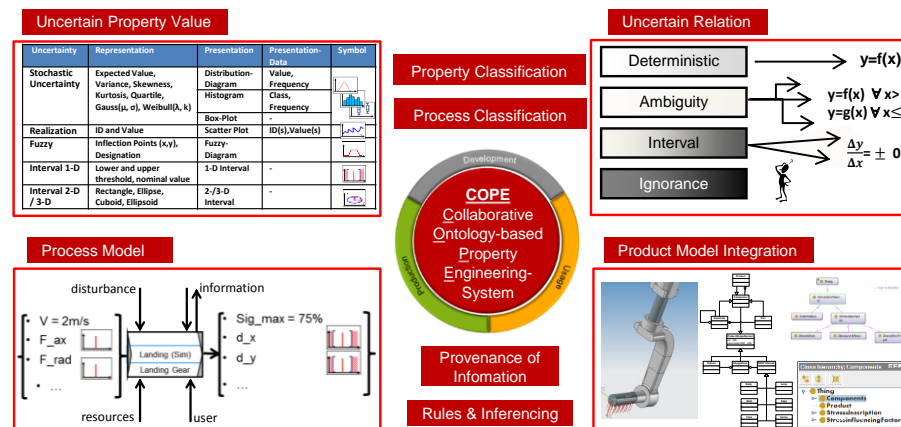 Uncertain Property Value
Uncertainty Representation Presentation Presentation-
Data Symbol
Stochastic Uncertainty
Expected Value,
Variance, Skewness,
Kurtosis, Quartile,
Gauss(μ, σ), Weibull(λ, k)
Distribution-
Diagram
Value,
Frequency
Histogram
Class,
Frequency
Box-Plot -
Realization ID and Value Scatter Plot ID(s),Value(s)
Fuzzy
Inflection Points (x,y),
Designation
Fuzzy-
Diagram
Interval 1-D
Lower and upper
threshold, nominal value
1-D Interval -
Interval 2-D
/ 3-D
Rectangle, Ellipse,
Cuboid, Ellipsoid
2-/3-D
Interval
-
Property Classification
Process Classification
Uncertain Relation
Deterministic
y=f(x)
Ambiguity
y=f(x) ∀ x>
y=g(x) ∀ x≤
Interval
Δy/Δx = ± 0
Ignorance
Development
Production
Usage
COPE
Collaborative
Ontology-based
Property
Engineering-
System
Process Model
disturbance
information
• V = 2m/s
• F_ax
• F_rad
• ...
Landing (Sim)
Landing Gear
• Sig_max = 75%
• d_x
• d_y
• ...
resources
user
Provenance of
Infomation
Rules & Inferencing
Product Model Integration
Class hierarchy: Components
Thing
Components
Product
StressInscription
StressinfluencingFactor